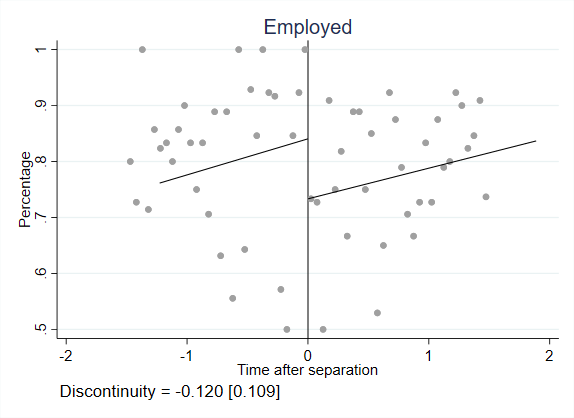 Employed
Percentage
1
.9
.8
.7
.6
.5
-2 -1 0 1 2
Time after separation
Discontinuity = -0.120 [0.109]